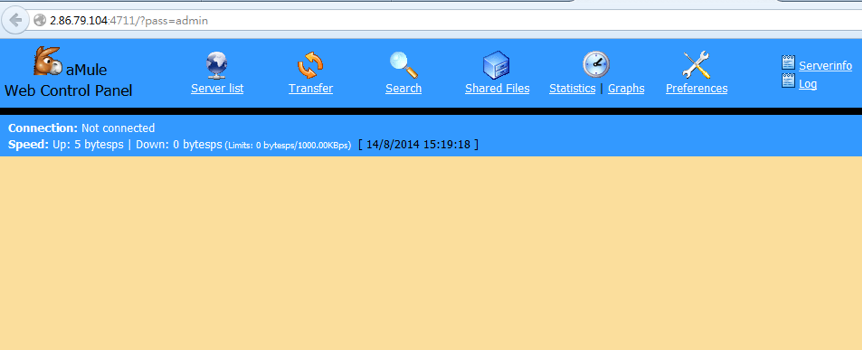 2.86.79.104:4711/?pass=admin
aMule
Web Control Panel
Server list
Transfer
Search
Shared Files
Statistics | Graphs
Preferences
Serverinfo
Log
Connection: Not connected
Speed: Up: 5 bytesps | Down: 0 bytesps (Limits: 0 bytesps/1000.00KBps) [ 14/8/2014 15:19:18 ]